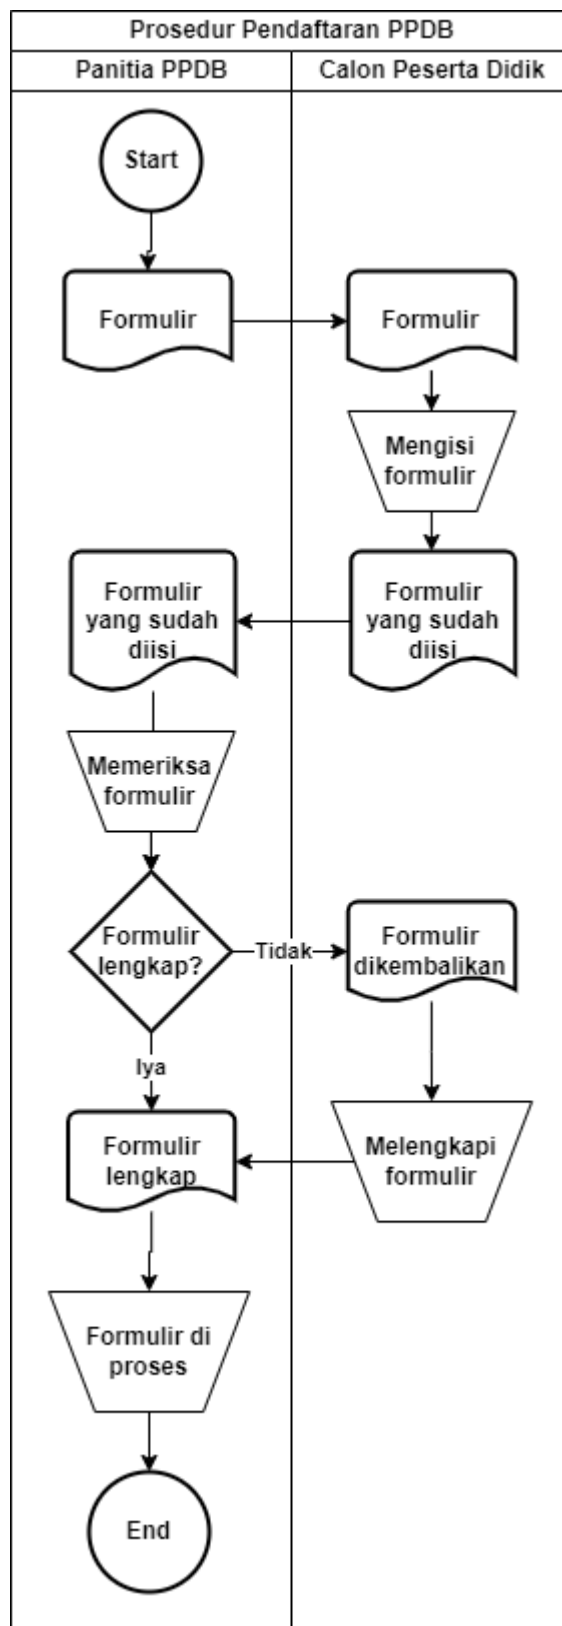 Prosedur Pendaftaran PPDB
Panitia PPDB
Calon Peserta Didik
Start
Formulir
Formulir
Mengisi
formulir
Formulir
yang sudah
diisi
Formulir
yang sudah
diisi
Memeriksa
formulir
Formulir
lengkap?
Tidak
Formulir
dikembalikan
Iya
Formulir
lengkap
Melengkapi
formulir
Formulir di
proses
End